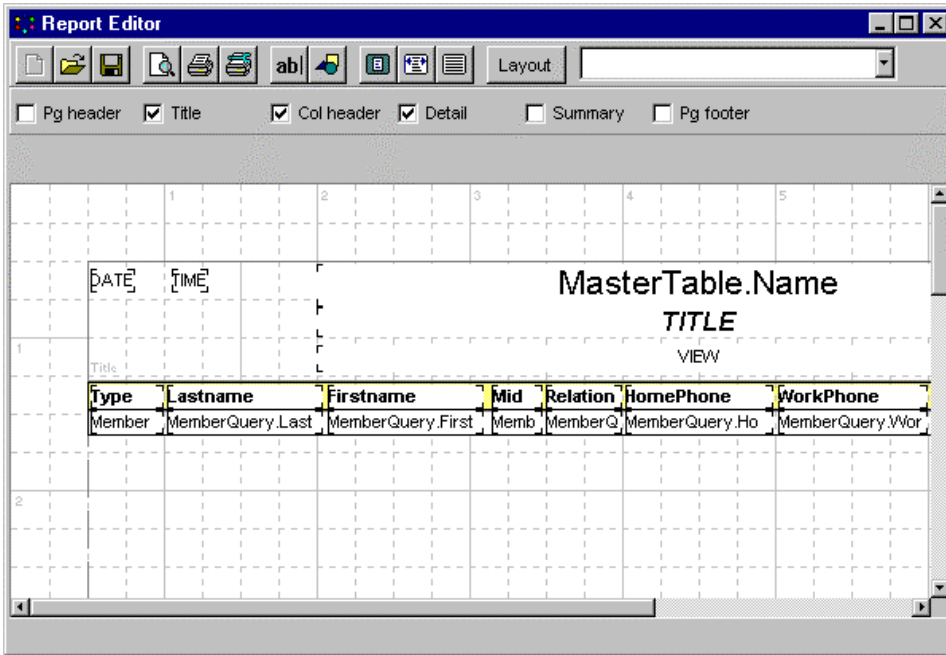 Report Editor
ab| Layout
Pg header Title Col header Detail Summary Pg footer
1 2 3 4 5
DATE TIME MasterTable.Name
TITLE
1 VIEW
Title
Type Lastname Firstname Mid Relation HomePhone WorkPhone
Member MemberQuery.Last MemberQuery.First Memb MemberQ MemberQuery.Ho MemberQuery.Wor
2